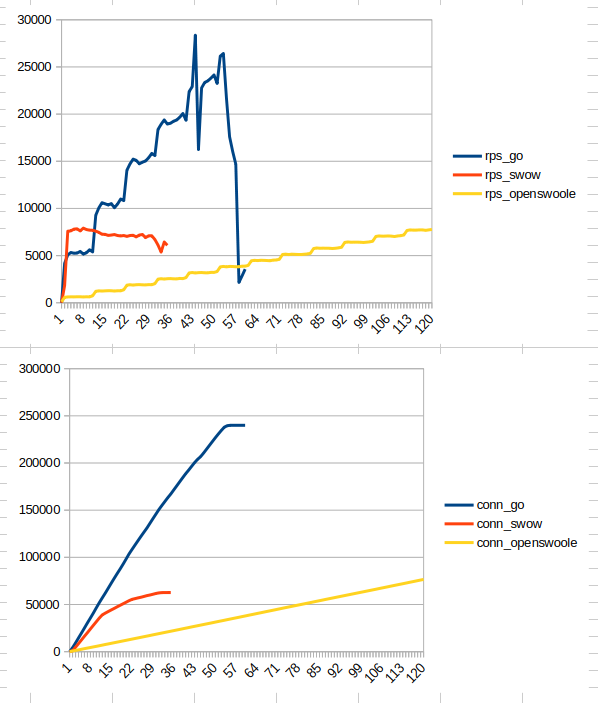 30000
25000
20000
15000
10000
5000
0
1 8 15 22 29 36 43 50 57 64 71 78 85 92 99 106 113 120
rps_go
rps_swow
rps_openswoole
300000
250000
200000
150000
100000
50000
0
1 8 15 22 29 36 43 50 57 64 71 78 85 92 99 106 113 120
conn_go
conn_swow
conn_openswoole